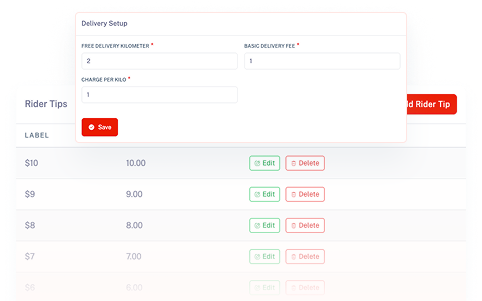 Delivery Setup
FREE DELIVERY KILOMETER * BASIC DELIVERY FEE *
2 1
CHARGE PER KILO *
1
Save
Rider Tips Rider Tip
LABEL
$10 10.00 Edit Delete
$9 9.00 Edit Delete
$8 8.00 Edit Delete
$7 7.00 Edit Delete
$6 6.00 Edit Delete